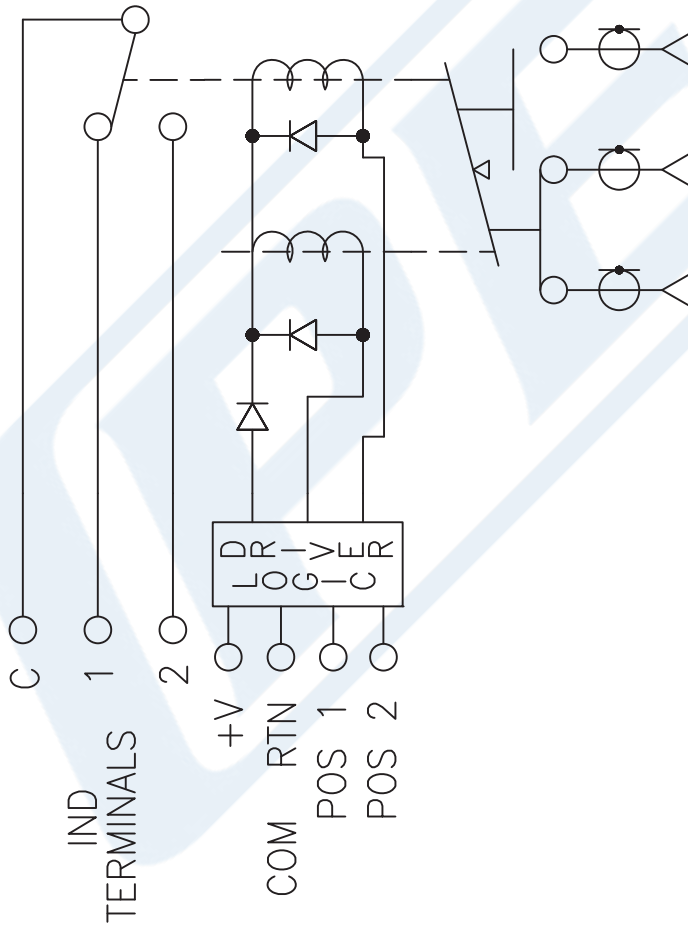 C
1
2
IND
TERMINALS
+V
COM RTN
POS 1
POS 2
LOGIC
DRIVER